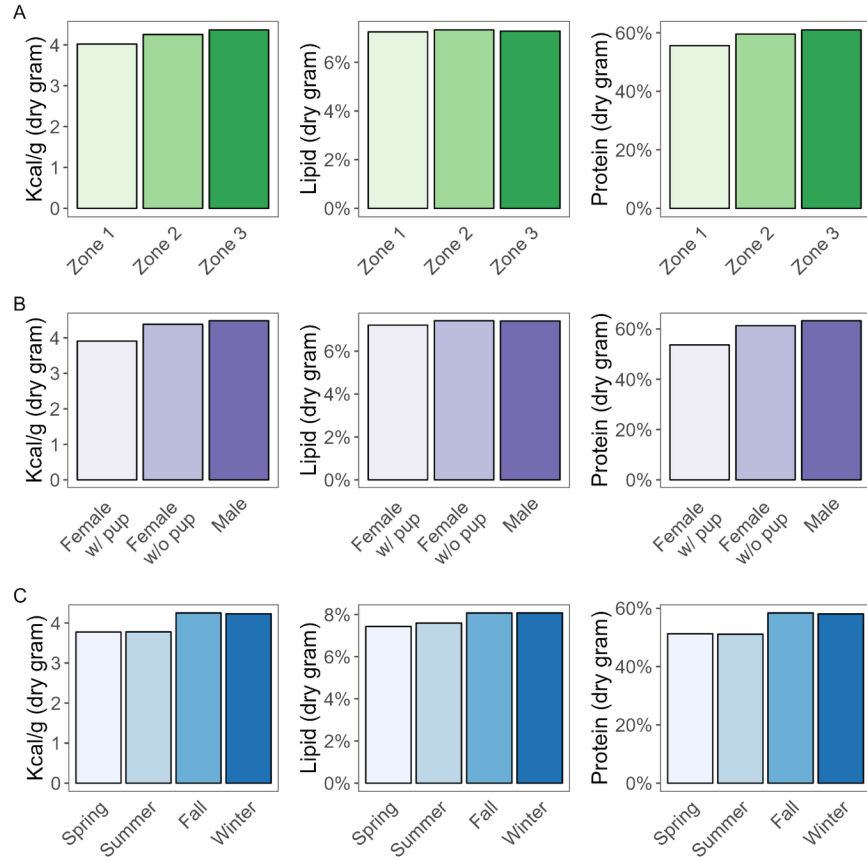 A
Kcal/g (dry gram)
4
3
2
1
0
Zone 1
Zone 2
Zone 3
Lipid (dry gram)
6%
4%
2%
0%
Zone 1
Zone 2
Zone 3
Protein (dry gram)
60%
40%
20%
0%
Zone 1
Zone 2
Zone 3
B
Kcal/g (dry gram)
4
3
2
1
0
Female
w/ pup
Female
w/o pup
Male
Lipid (dry gram)
6%
4%
2%
0%
Female
w/ pup
Female
w/o pup
Male
Protein (dry gram)
60%
40%
20%
0%
Female
w/ pup
Female
w/o pup
Male
C
Kcal/g (dry gram)
4
3
2
1
0
Spring
Summer
Fall
Winter
Lipid (dry gram)
8%
6%
4%
2%
0%
Spring
Summer
Fall
Winter
Protein (dry gram)
60%
40%
20%
0%
Spring
Summer
Fall
Winter